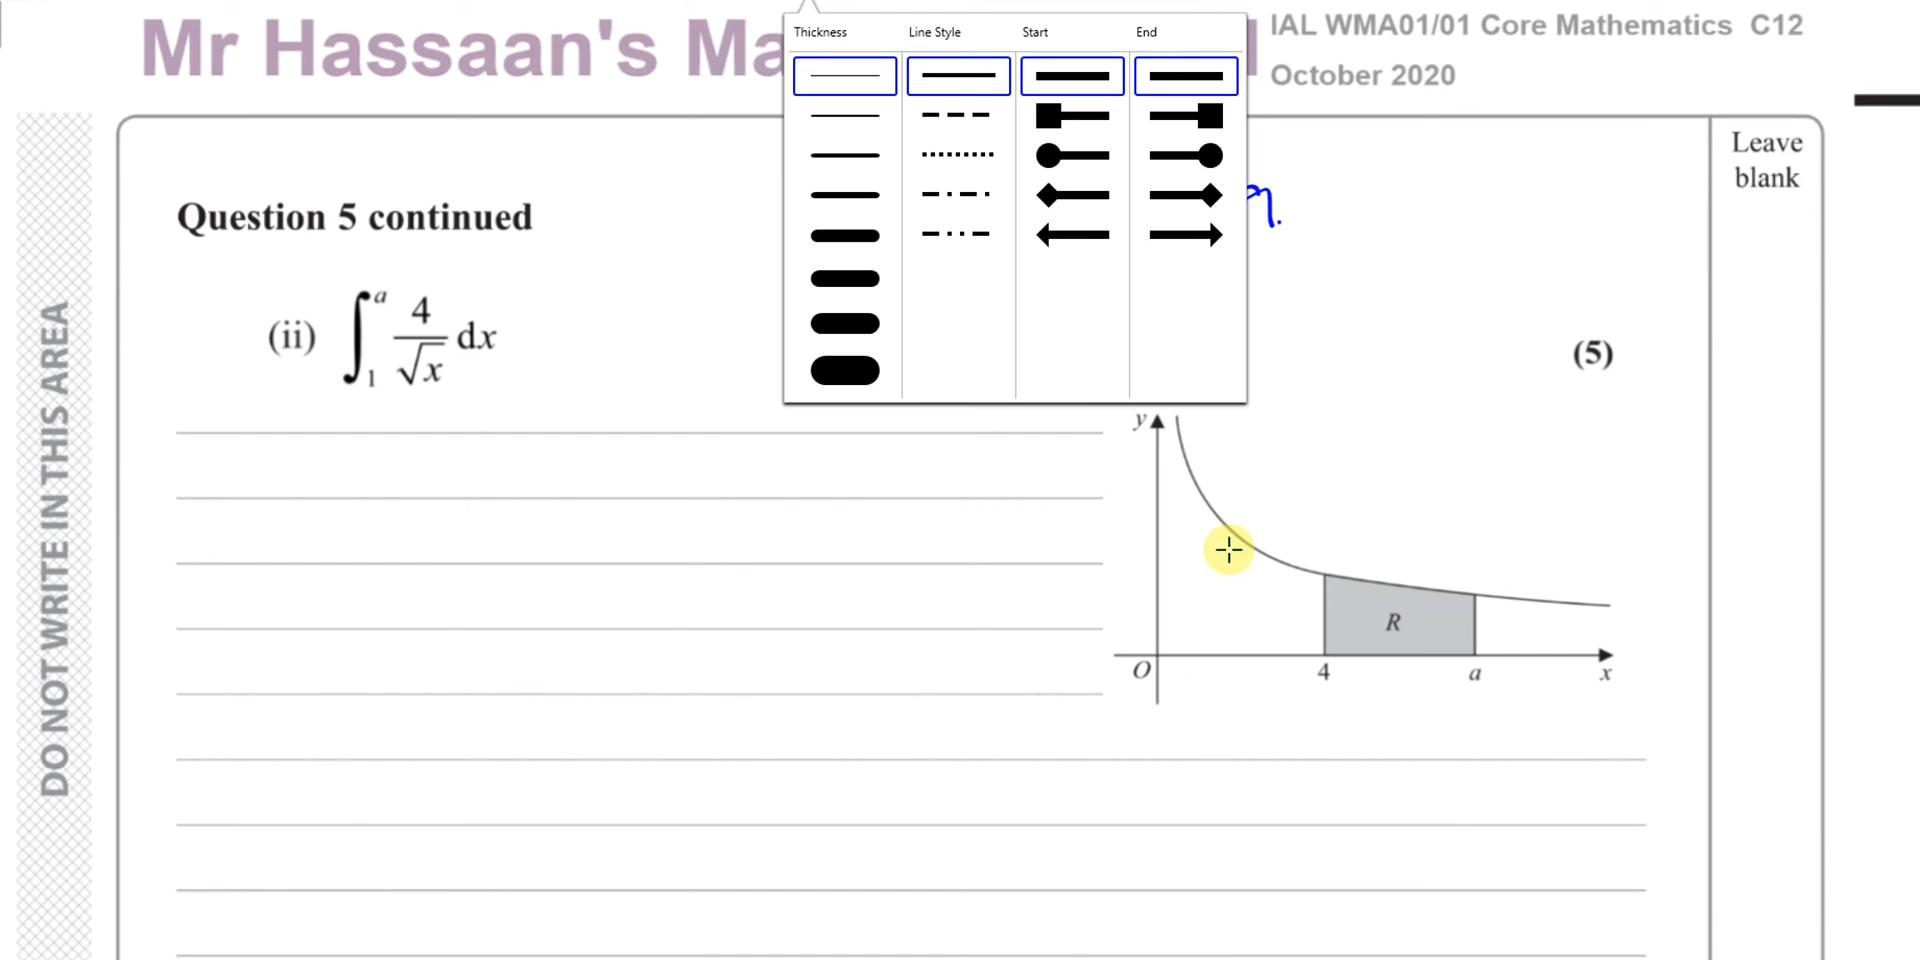 Mr Hassaan's Ma
IAL WMA01/01 Core Mathematics C12
October 2020
Thickness Line Style Start End
Leave
blank
Question 5 continued
(ii) ∫₁ᵃ 4/√x dx
(5)
y
R
O 4 a x
DO NOT WRITE IN THIS AREA